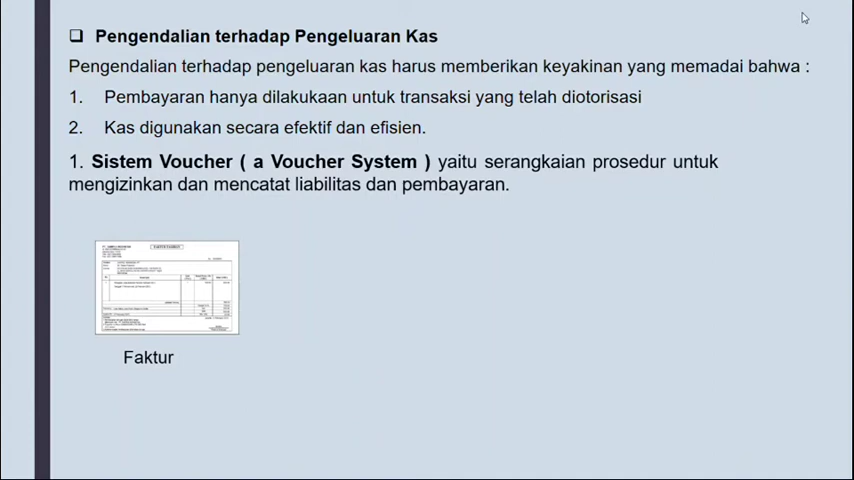 Pengendalian terhadap Pengeluaran Kas
Pengendalian terhadap pengeluaran kas harus memberikan keyakinan yang memadai bahwa :
1. Pembayaran hanya dilakukaan untuk transaksi yang telah diotorisasi
2. Kas digunakan secara efektif dan efisien.
1. Sistem Voucher ( a Voucher System ) yaitu serangkaian prosedur untuk
mengizinkan dan mencatat liabilitas dan pembayaran.
Faktur